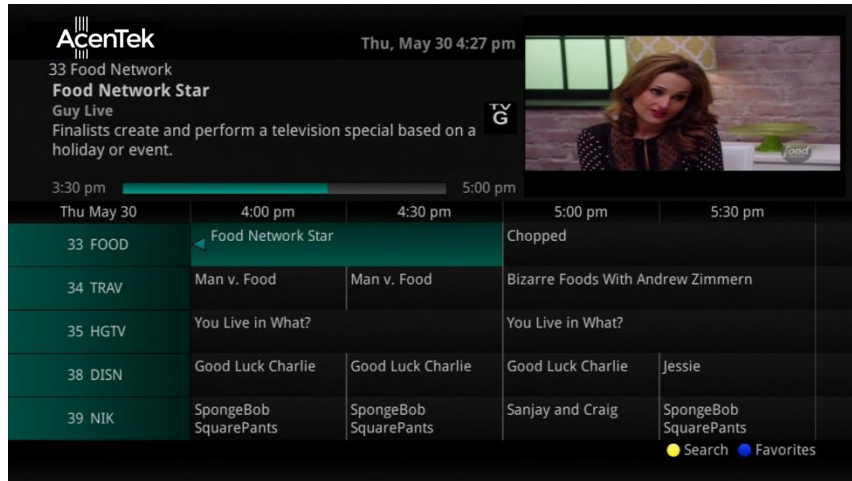 AcenTek
Thu, May 30 4:27 pm
33 Food Network
Food Network Star
Guy Live
Finalists create and perform a television special based on a
holiday or event.
TV
G
food
3:30 pm
5:00 pm
Thu May 30
4:00 pm
4:30 pm
5:00 pm
5:30 pm
33 FOOD
Food Network Star
Chopped
34 TRAV
Man v. Food
Man v. Food
Bizarre Foods With Andrew Zimmern
35 HGTV
You Live in What?
You Live in What?
38 DISN
Good Luck Charlie
Good Luck Charlie
Good Luck Charlie
Jessie
39 NIK
SpongeBob
SquarePants
SpongeBob
SquarePants
Sanjay and Craig
SpongeBob
SquarePants
Search
Favorites